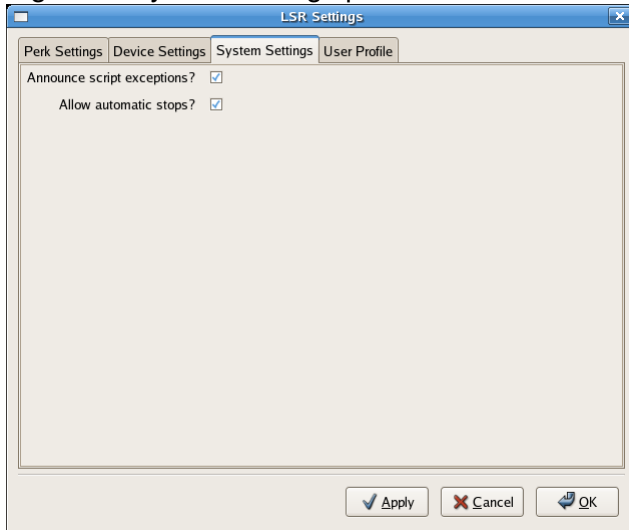 LSR Settings
Perk Settings Device Settings System Settings User Profile
Announce script exceptions?
Allow automatic stops?
Apply Cancel OK